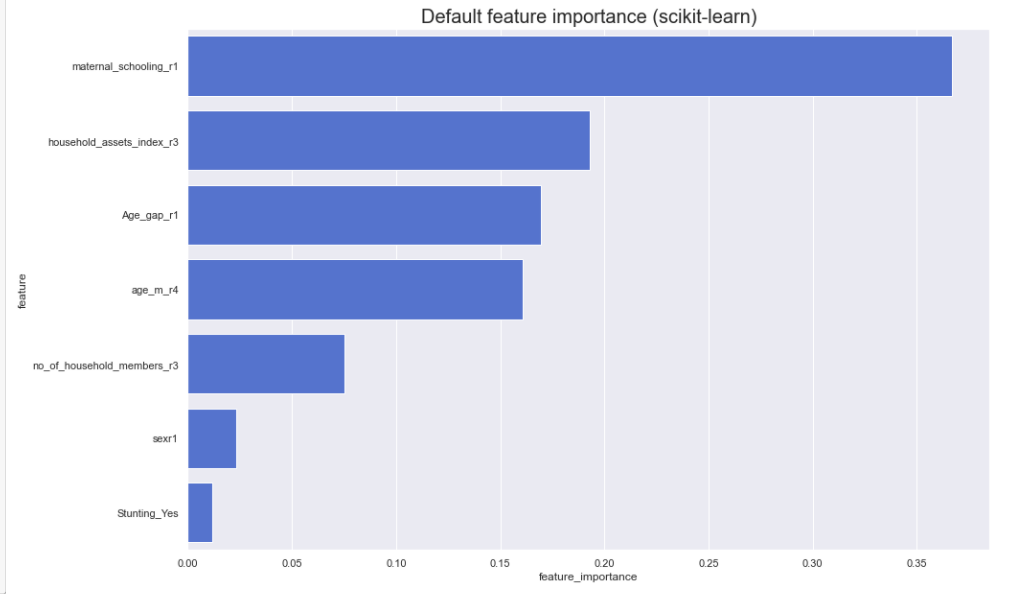 Default feature importance (scikit-learn)
maternal_schooling_r1
household_assets_index_r3
Age_gap_r1
age_m_r4
feature
no_of_household_members_r3
sexr1
Stunting_Yes
0.00 0.05 0.10 0.15 0.20 0.25 0.30 0.35
feature_importance